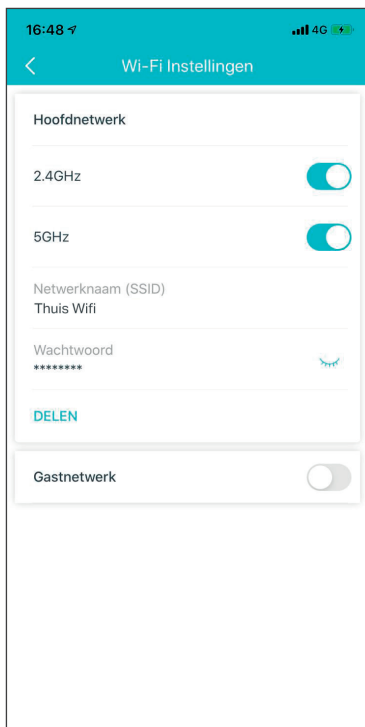 16:48 4G
Wi-Fi Instellingen
Hoofdnetwerk
2.4GHz
5GHz
Netwerknaam (SSID)
Thuis Wifi
Wachtwoord
********
DELEN
Gastnetwerk